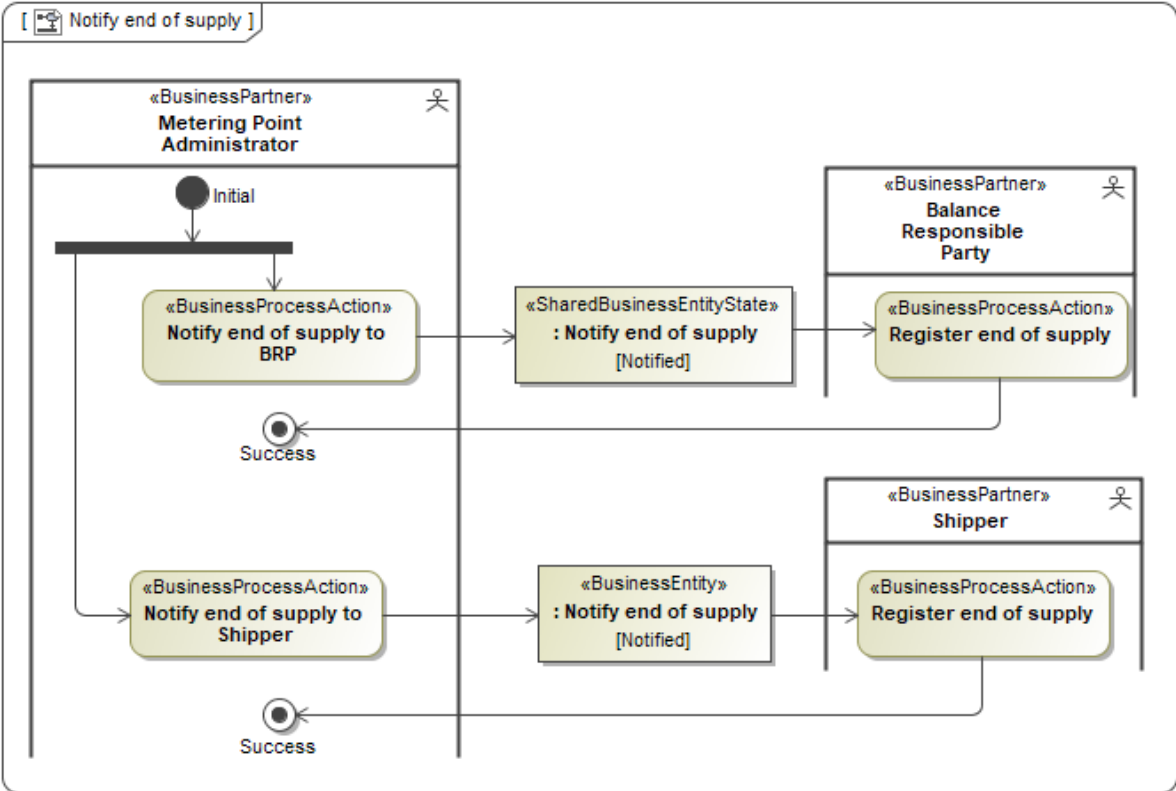 [ Notify end of supply ]
«BusinessPartner»
Metering Point
Administrator
Initial
«BusinessPartner»
Balance
Responsible
Party
«BusinessProcessAction»
Notify end of supply to
BRP
«SharedBusinessEntityState»
: Notify end of supply
[Notified]
«BusinessProcessAction»
Register end of supply
Success
«BusinessPartner»
Shipper
«BusinessProcessAction»
Notify end of supply to
Shipper
«BusinessEntity»
: Notify end of supply
[Notified]
«BusinessProcessAction»
Register end of supply
Success